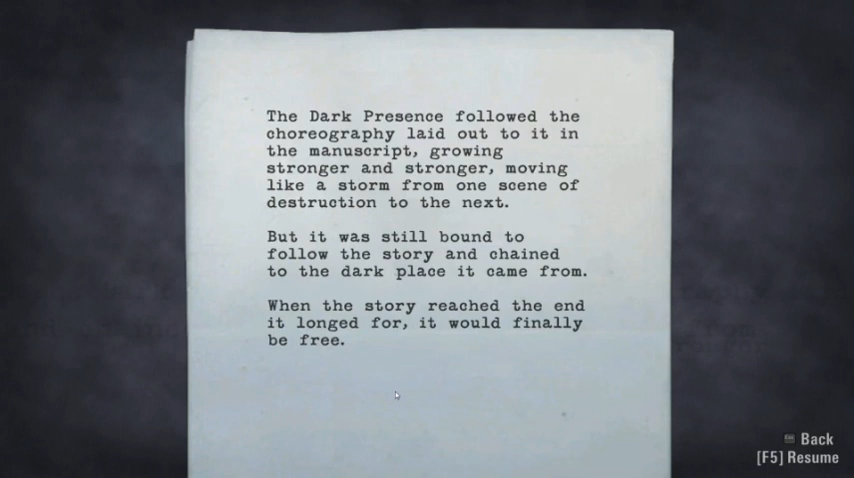 The Dark Presence followed the
choreography laid out to it in
the manuscript, growing
stronger and stronger, moving
like a storm from one scene of
destruction to the next.
But it was still bound to
follow the story and chained
to the dark place it came from.
When the story reached the end
it longed for, it would finally
be free.
Back
[F5] Resume